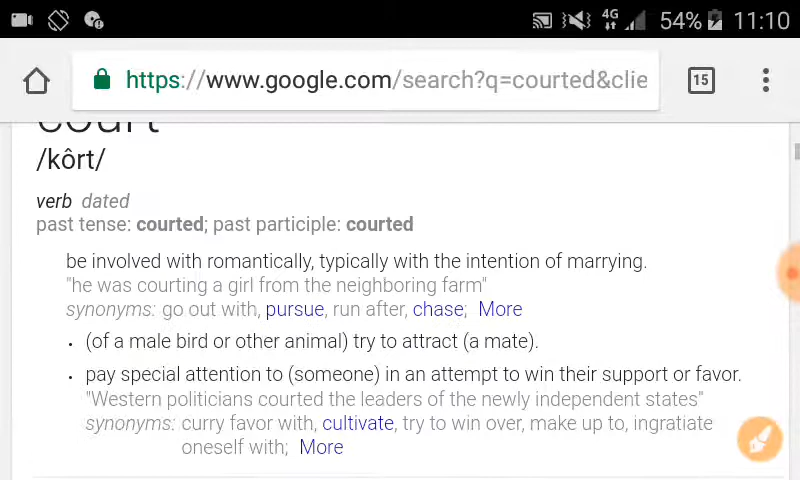 4G 54% 11:10
https://www.google.com/search?q=courted&clie 15
court
/kôrt/
verb dated
past tense: courted; past participle: courted
be involved with romantically, typically with the intention of marrying.
"he was courting a girl from the neighboring farm"
synonyms: go out with, pursue, run after, chase; More
• (of a male bird or other animal) try to attract (a mate).
• pay special attention to (someone) in an attempt to win their support or favor.
"Western politicians courted the leaders of the newly independent states"
synonyms: curry favor with, cultivate, try to win over, make up to, ingratiate
oneself with; More